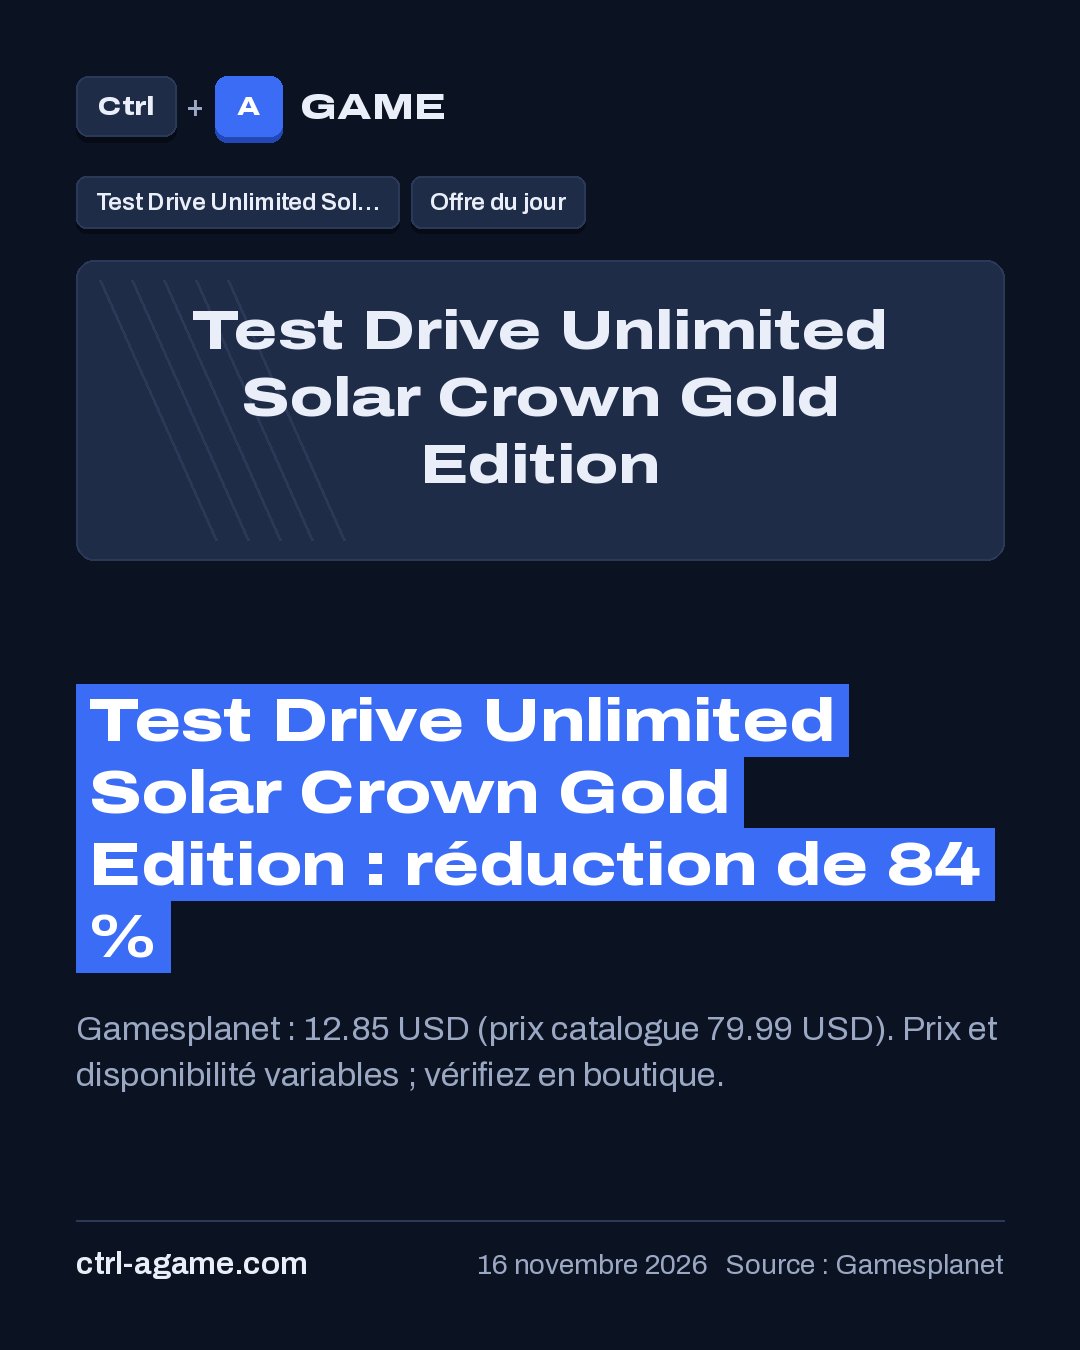 Ctrl + A GAME
Test Drive Unlimited Sol... Offre du jour
Test Drive Unlimited
Solar Crown Gold
Edition
Test Drive Unlimited
Solar Crown Gold
Edition : réduction de 84
%
Gamesplanet : 12.85 USD (prix catalogue 79.99 USD). Prix et
disponibilité variables ; vérifiez en boutique.
ctrl-agame.com 16 novembre 2026 Source : Gamesplanet